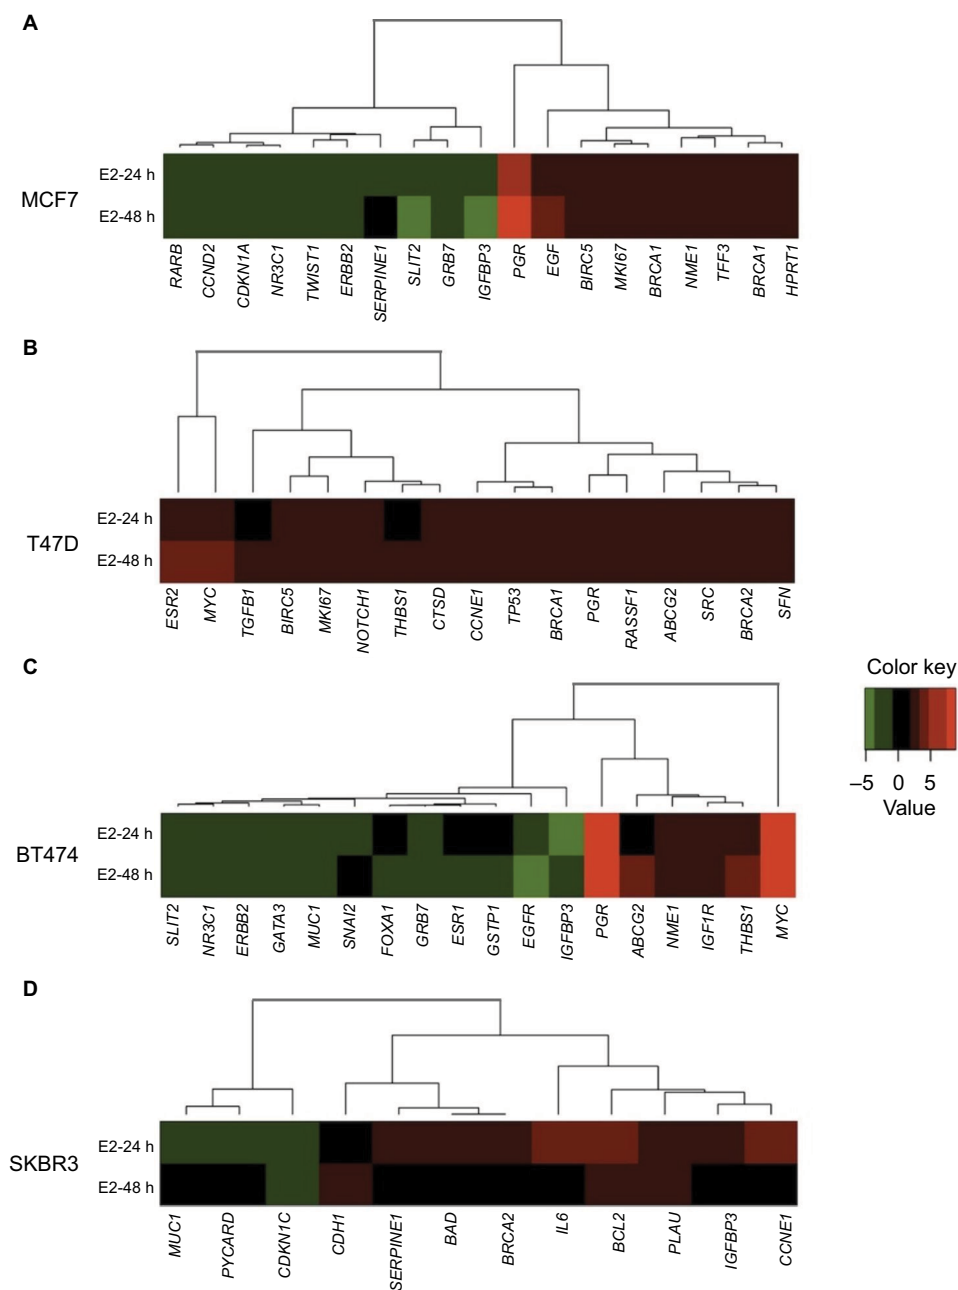 A
MCF7
E2-24 h
E2-48 h
RARB
CCND2
CDKN1A
NR3C1
TWIST1
ERBB2
SERPINE1
SLIT2
GRB7
IGFBP3
PGR
EGF
BIRC5
MKI67
BRCA1
NME1
TFF3
BRCA1
HPRT1
B
T47D
E2-24 h
E2-48 h
ESR2
MYC
TGFB1
BIRC5
MKI67
NOTCH1
THBS1
CTSD
CCNE1
TP53
BRCA1
PGR
RASSF1
ABCG2
SRC
BRCA2
SFN
C
BT474
E2-24 h
E2-48 h
SLIT2
NR3C1
ERBB2
GATA3
MUC1
SNAI2
FOXA1
GRB7
ESR1
GSTP1
EGFR
IGFBP3
PGR
ABCG2
NME1
IGF1R
THBS1
MYC
Color key
–5 0 5
Value
D
SKBR3
E2-24 h
E2-48 h
MUC1
PYCARD
CDKN1C
CDH1
SERPINE1
BAD
BRCA2
IL6
BCL2
PLAU
IGFBP3
CCNE1